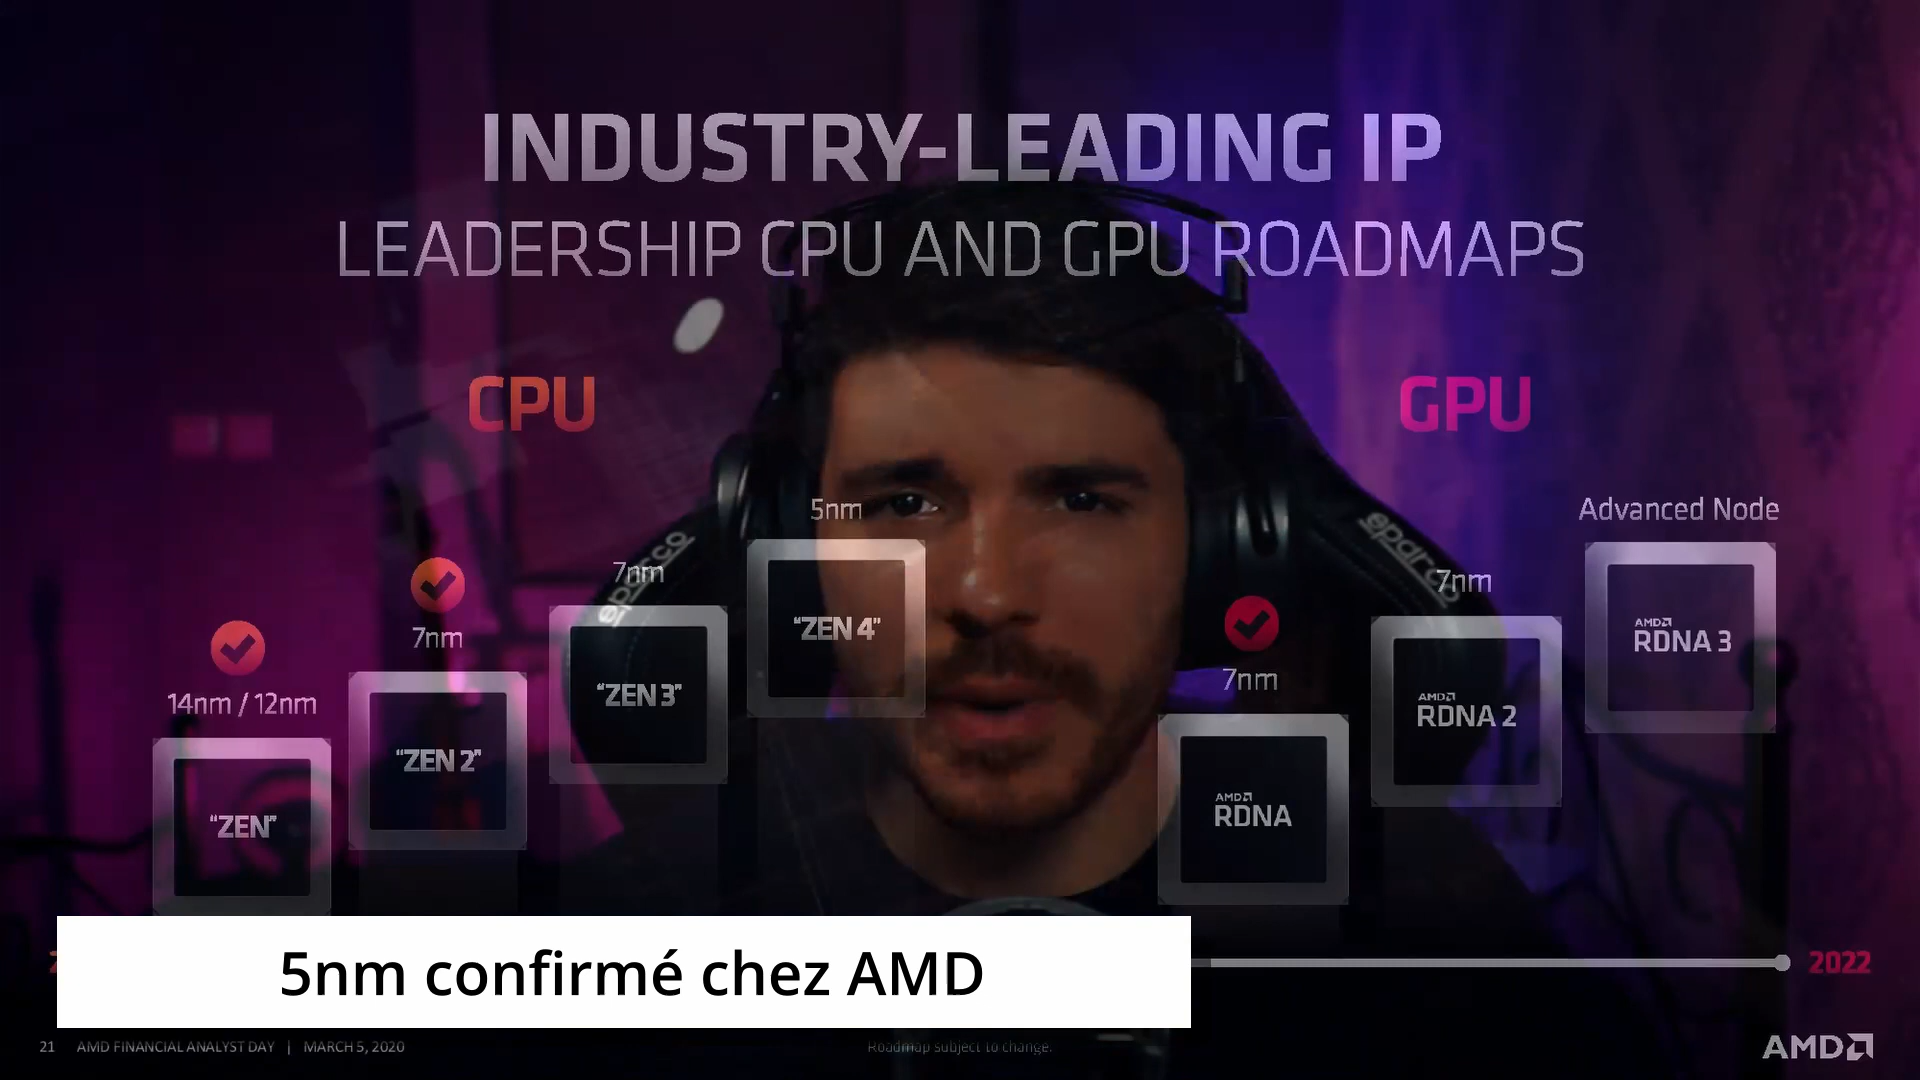 INDUSTRY-LEADING IP
LEADERSHIP CPU AND GPU ROADMAPS
CPU
GPU
14nm / 12nm
"ZEN"
7nm
"ZEN 2"
7nm
"ZEN 3"
5nm
"ZEN 4"
7nm
AMD
RDNA
7nm
AMD
RDNA 2
Advanced Node
AMD
RDNA 3
sparco
sparco
2022
5nm confirmé chez AMD
21 AMD FINANCIAL ANALYST DAY | MARCH 5, 2020
Roadmap subject to change.
AMD